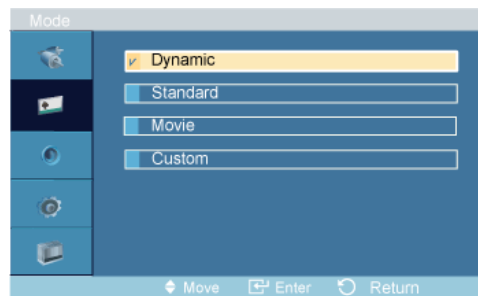 Mode
Dynamic
Standard
Movie
Custom
Move Enter Return